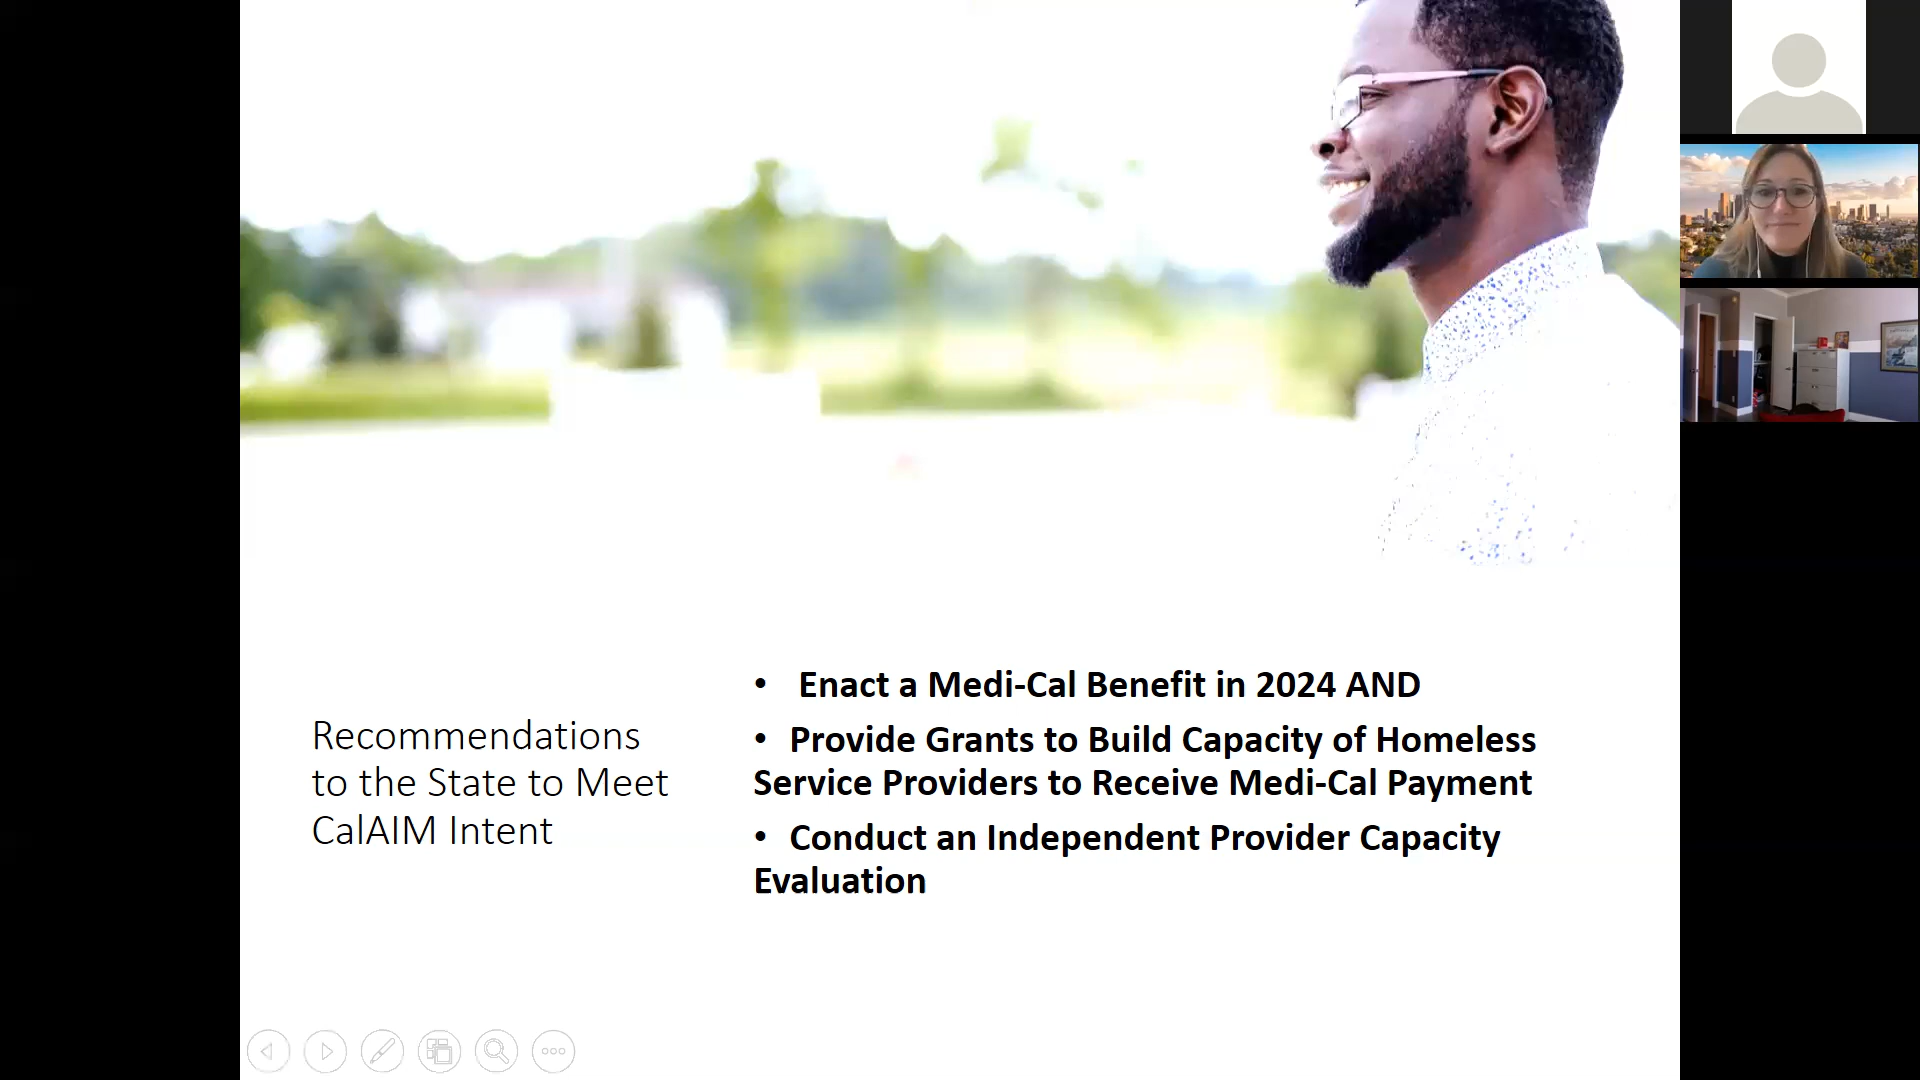 Recommendations
to the State to Meet
CalAIM Intent
• Enact a Medi-Cal Benefit in 2024 AND
• Provide Grants to Build Capacity of Homeless
Service Providers to Receive Medi-Cal Payment
• Conduct an Independent Provider Capacity
Evaluation